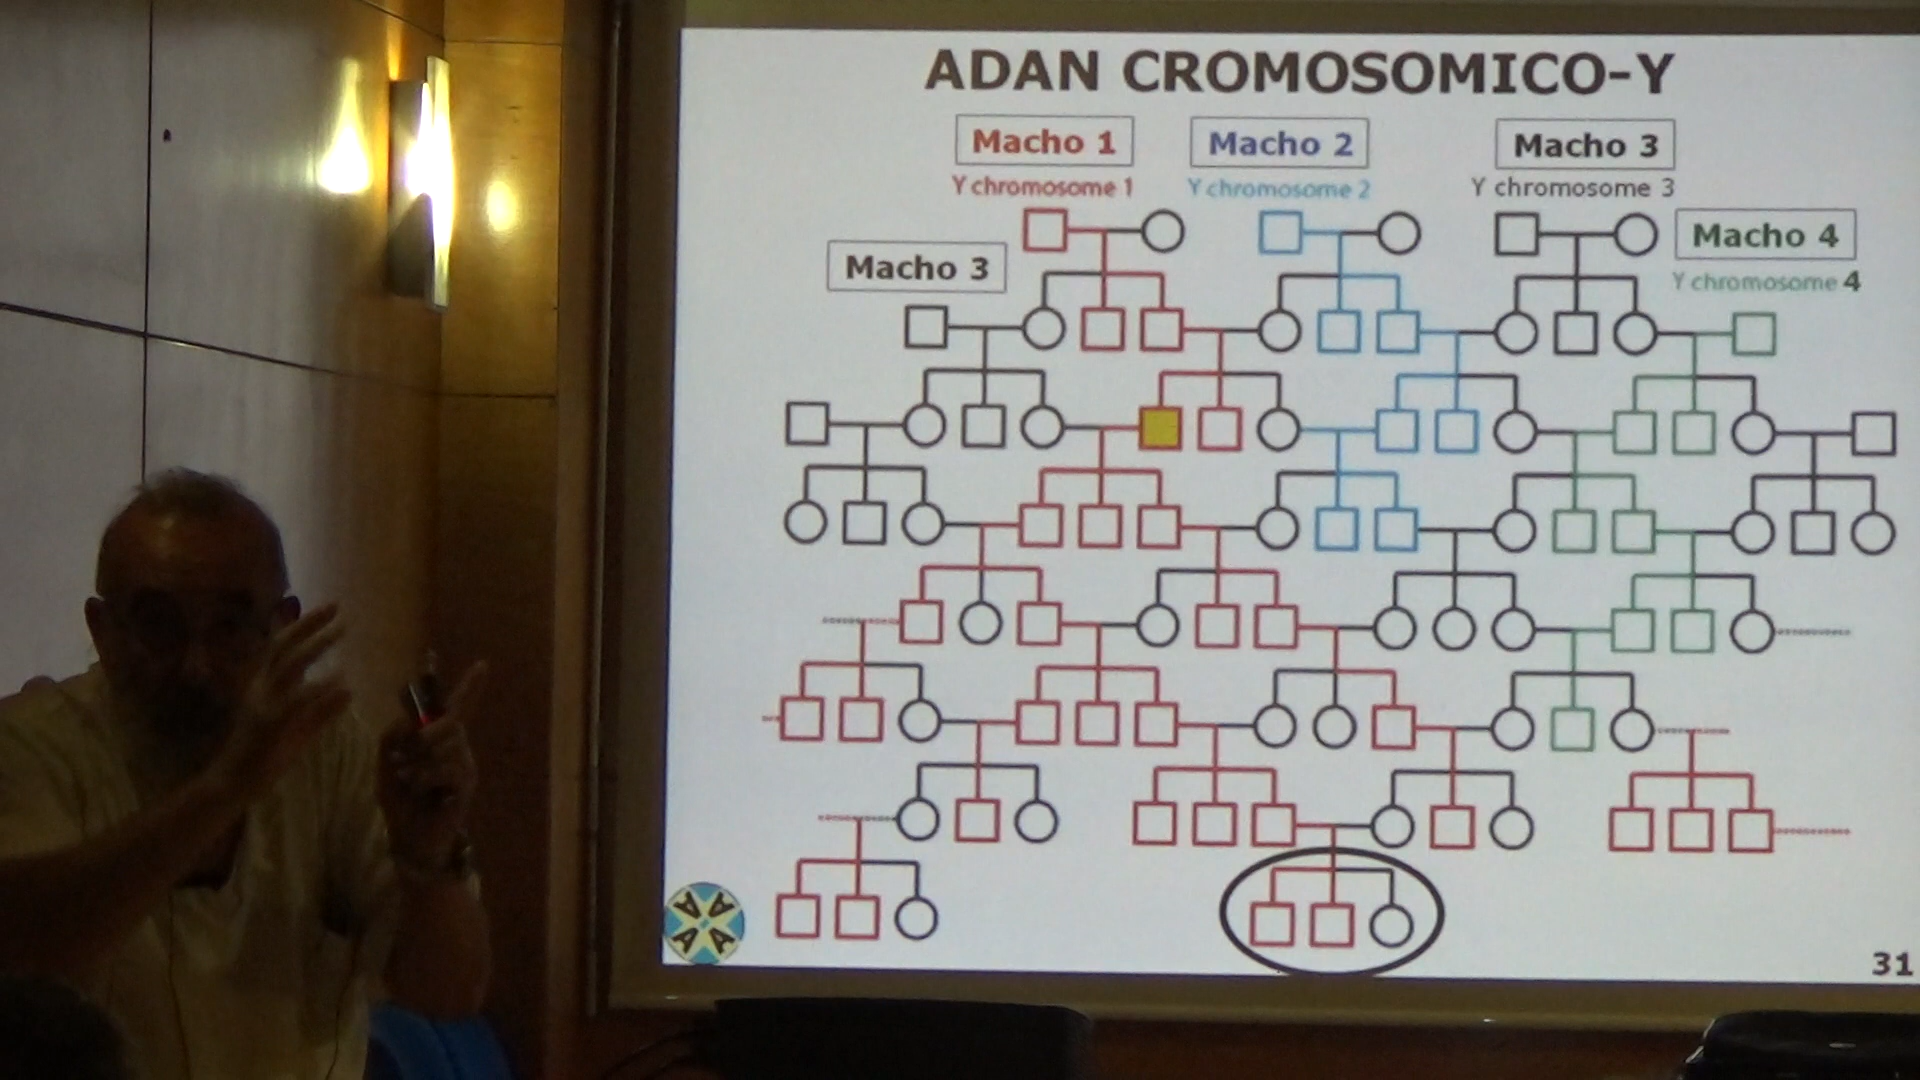 ADAN CROMOSOMICO-Y
Macho 1
Macho 2
Macho 3
Y chromosome 1
Y chromosome 2
Y chromosome 3
Macho 4
Macho 3
Y chromosome 4
A A
A A
31